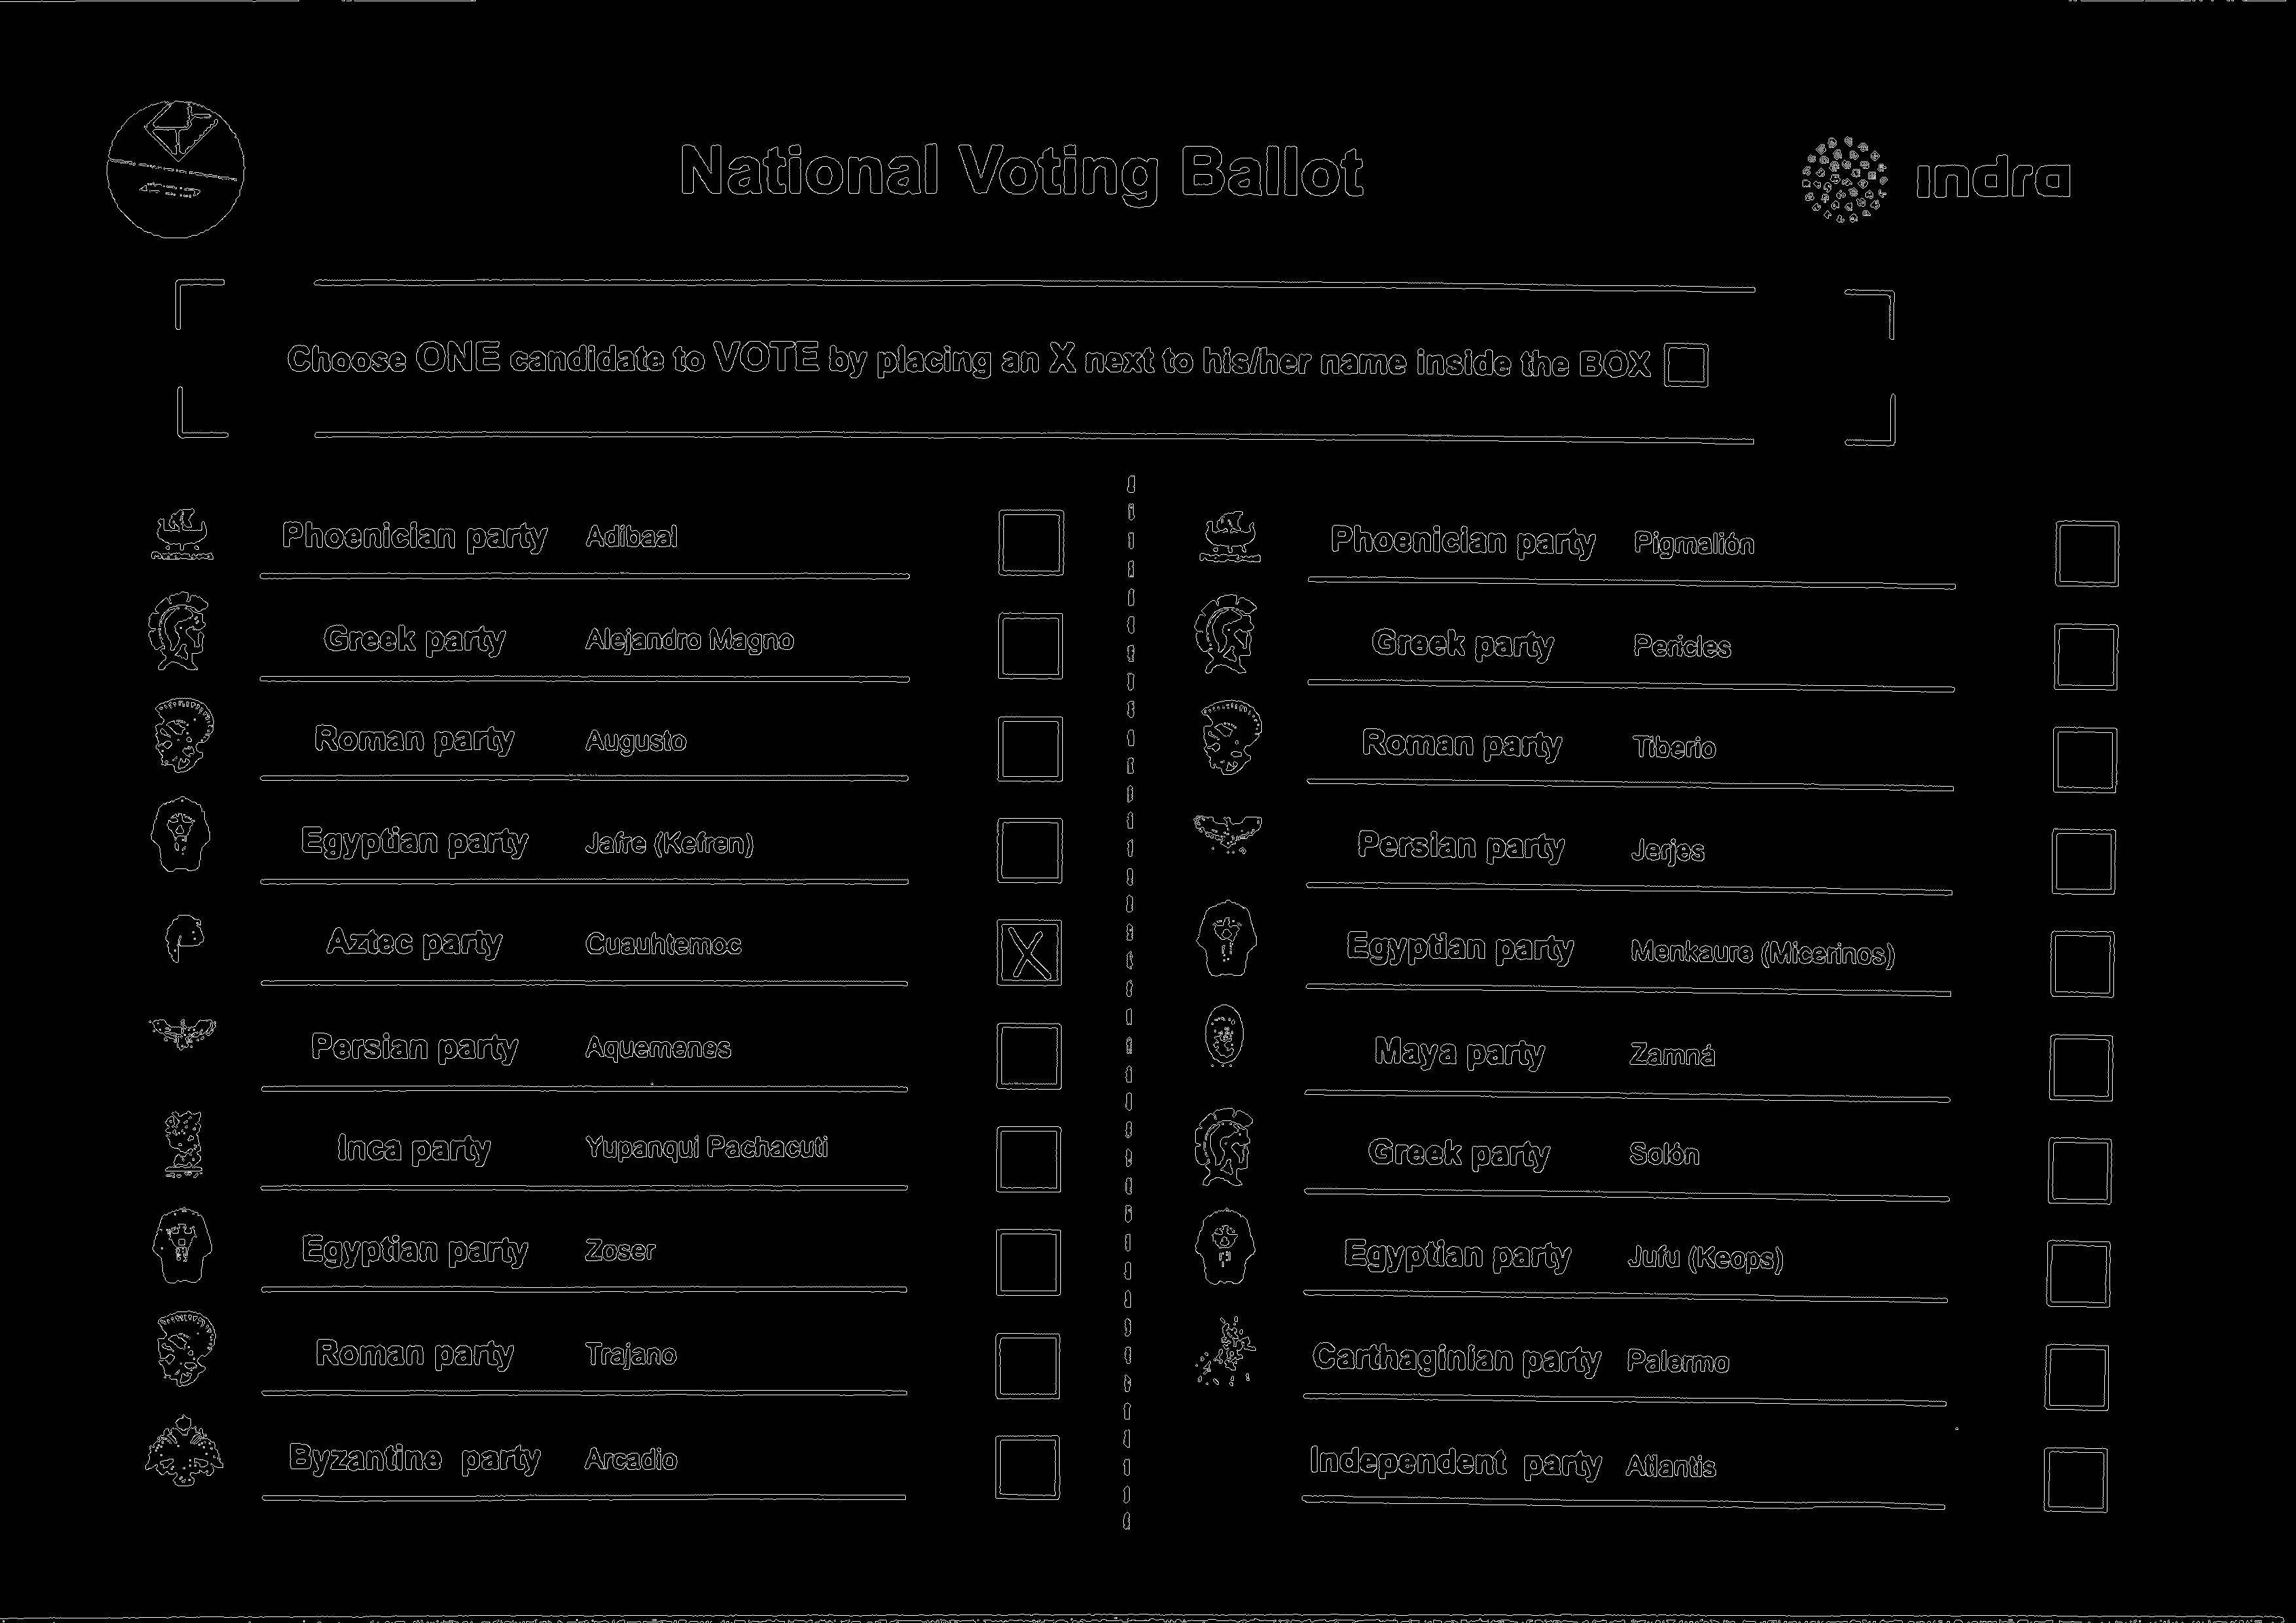 National Voting Ballot
indra
Choose ONE candidate to VOTE by placing an X next to his/her name inside the BOX
Phoenician party Adibaal
Greek party Alejandro Magno
Roman party Augusto
Egyptian party Jafre (Kefren)
Aztec party Cuauhtemoc X
Persian party Aquemenes
Inca party Yupanqui Pachacuti
Egyptian party Zoser
Roman party Trajano
Byzantine party Arcadio
Phoenician party Pigmalión
Greek party Pericles
Roman party Tiberio
Persian party Jerjes
Egyptian party Menkaure (Micerinos)
Maya party Zamná
Greek party Solón
Egyptian party Jufu (Keops)
Carthaginian party Palermo
Independent party Atlantis